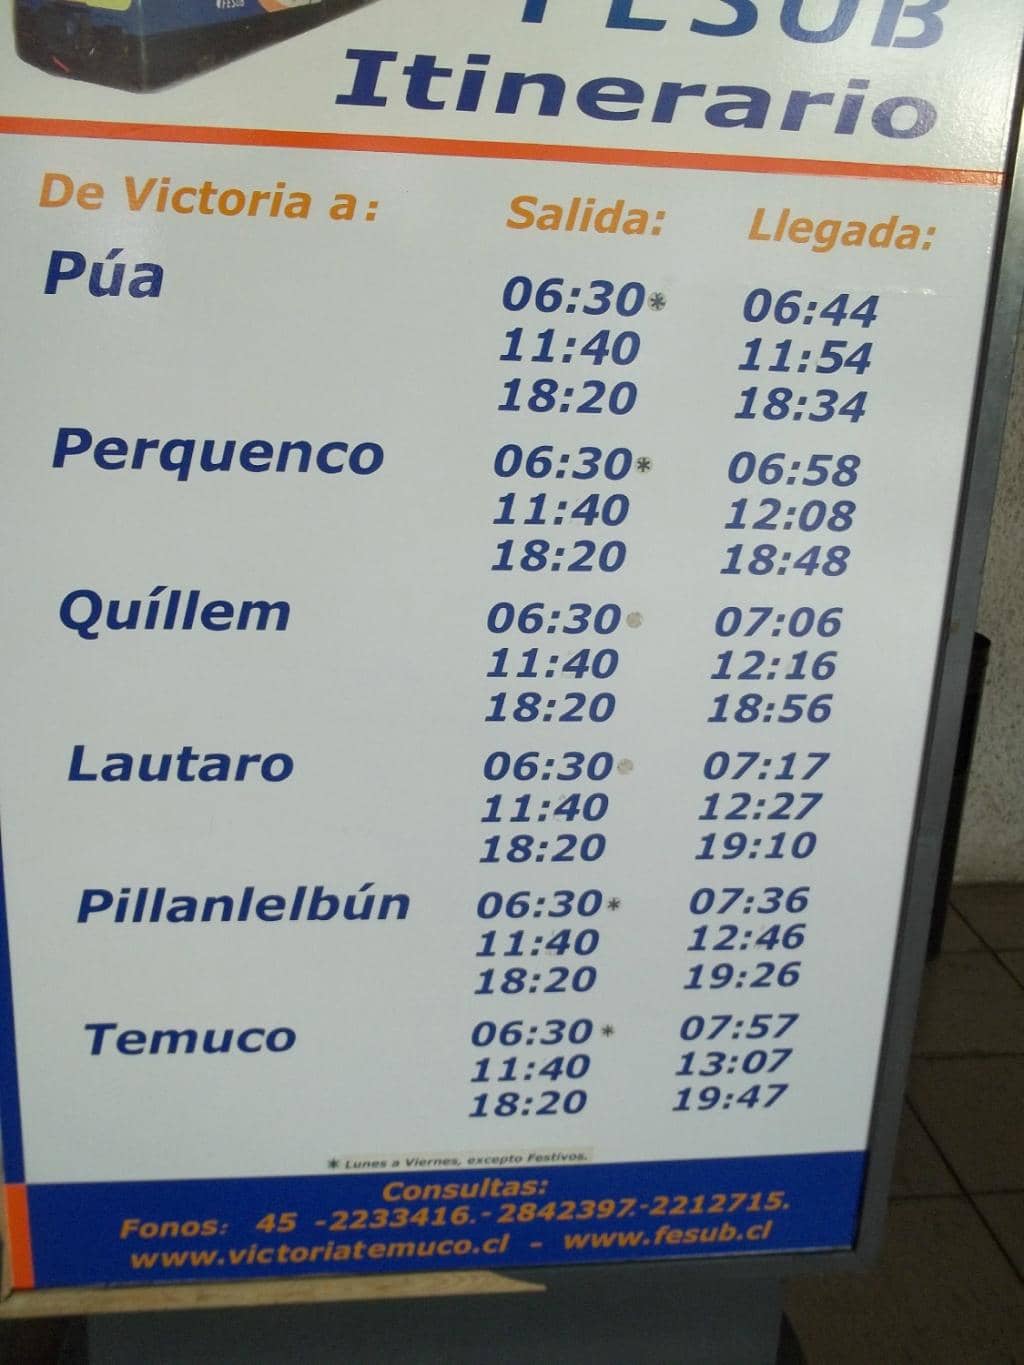 FESUB
FESUB
Itinerario
De Victoria a: Salida: Llegada:
Púa 06:30* 06:44
11:40 11:54
18:20 18:34
Perquenco 06:30* 06:58
11:40 12:08
18:20 18:48
Quíllem 06:30 07:06
11:40 12:16
18:20 18:56
Lautaro 06:30 07:17
11:40 12:27
18:20 19:10
Pillanlelbún 06:30* 07:36
11:40 12:46
18:20 19:26
Temuco 06:30* 07:57
11:40 13:07
18:20 19:47
* Lunes a Viernes, excepto Festivos.
Consultas:
Fonos: 45 -2233416.-2842397.-2212715.
www.victoriatemuco.cl - www.fesub.cl